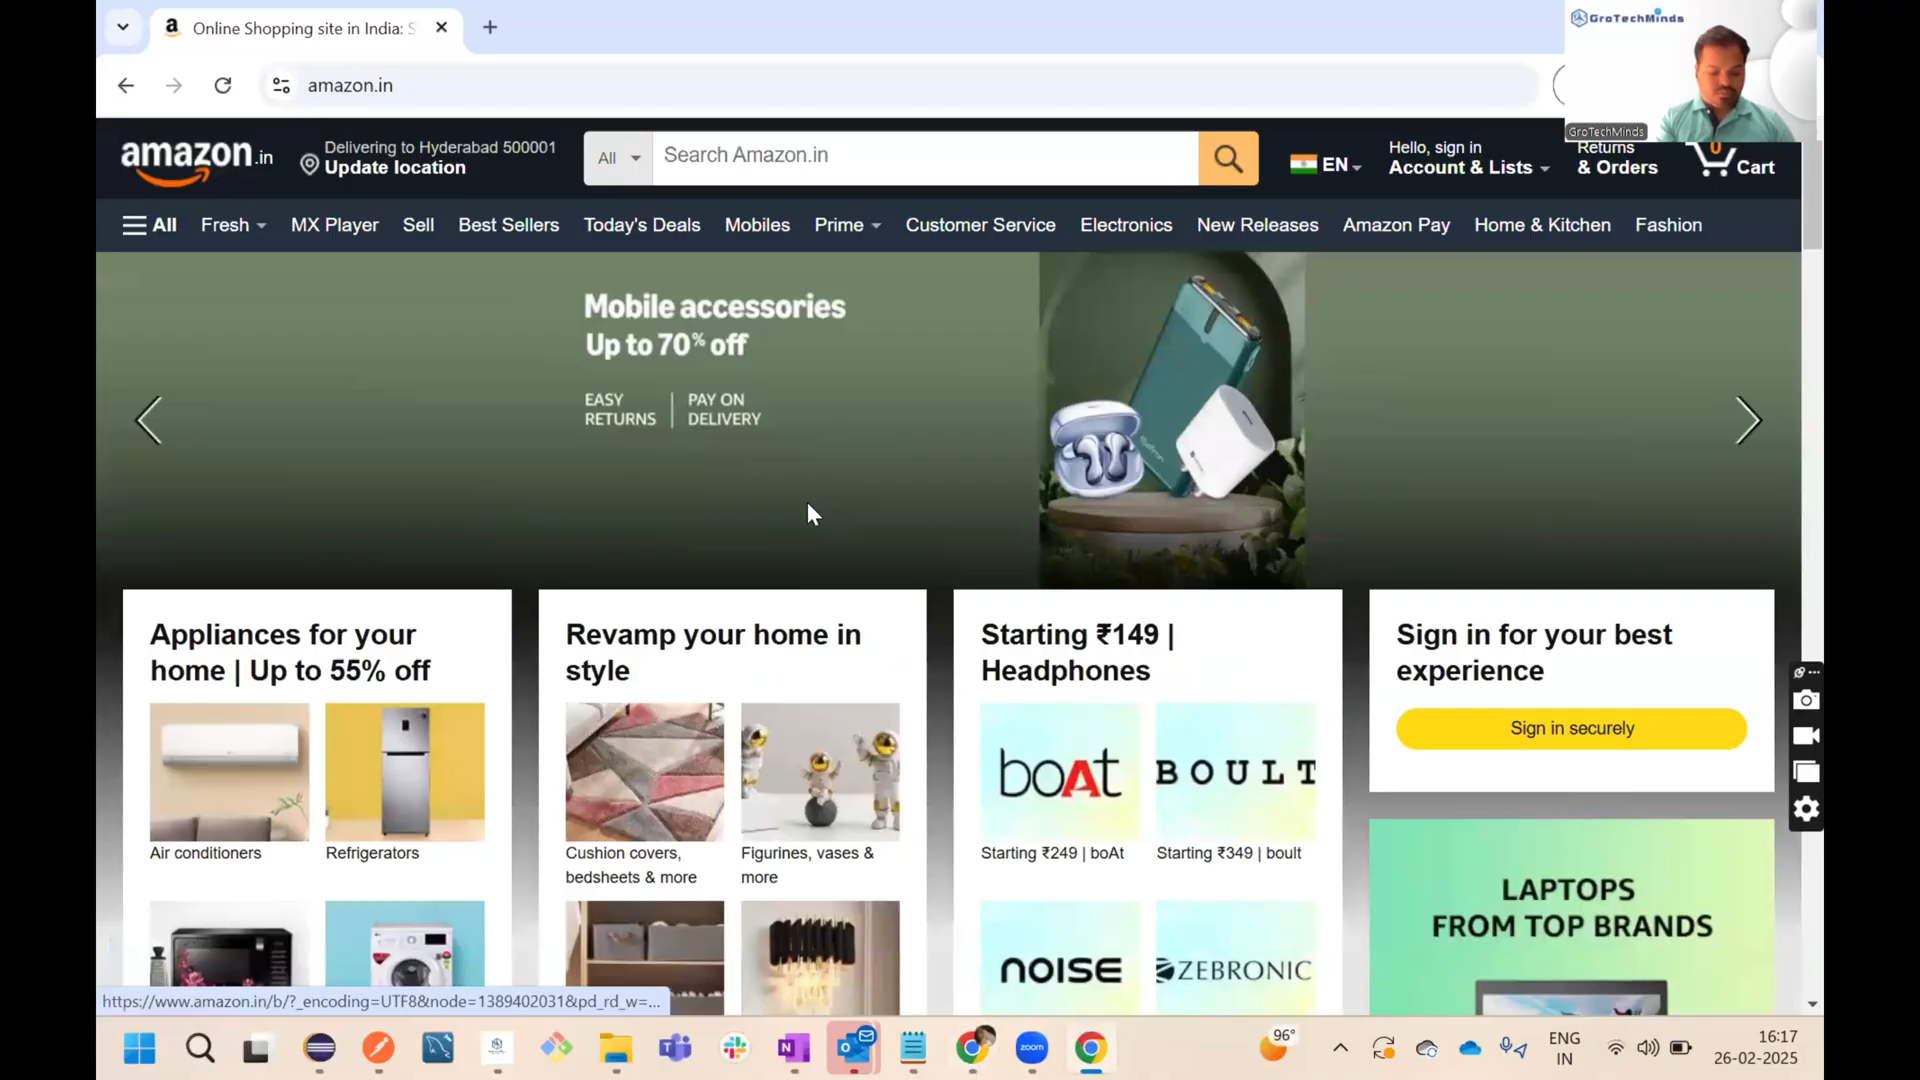 Online Shopping site in India: S
GroTechMinds
amazon.in
GroTechMinds
amazon.in
Delivering to Hyderabad 500001
Update location
All
Search Amazon.in
EN
Hello, sign in
Account & Lists
Returns
& Orders
0
Cart
All
Fresh
MX Player
Sell
Best Sellers
Today's Deals
Mobiles
Prime
Customer Service
Electronics
New Releases
Amazon Pay
Home & Kitchen
Fashion
Mobile accessories
Up to 70% off
EASY
RETURNS
PAY ON
DELIVERY
Appliances for your
home | Up to 55% off
Air conditioners
Refrigerators
Revamp your home in
style
Cushion covers,
bedsheets & more
Figurines, vases &
more
Starting ₹149 |
Headphones
boAt
BOULT
Starting ₹249 | boAt
Starting ₹349 | boult
NOISE
ZEBRONIC
Sign in for your best
experience
Sign in securely
LAPTOPS
FROM TOP BRANDS
https://www.amazon.in/b/?_encoding=UTF8&node=1389402031&pd_rd_w=...
zoom
96°
ENG
IN
16:17
26-02-2025